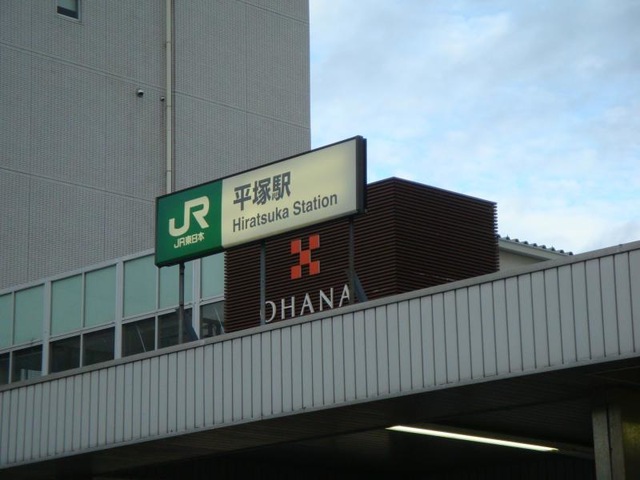 JR
JR東日本
平塚駅
Hiratsuka Station
OHANA